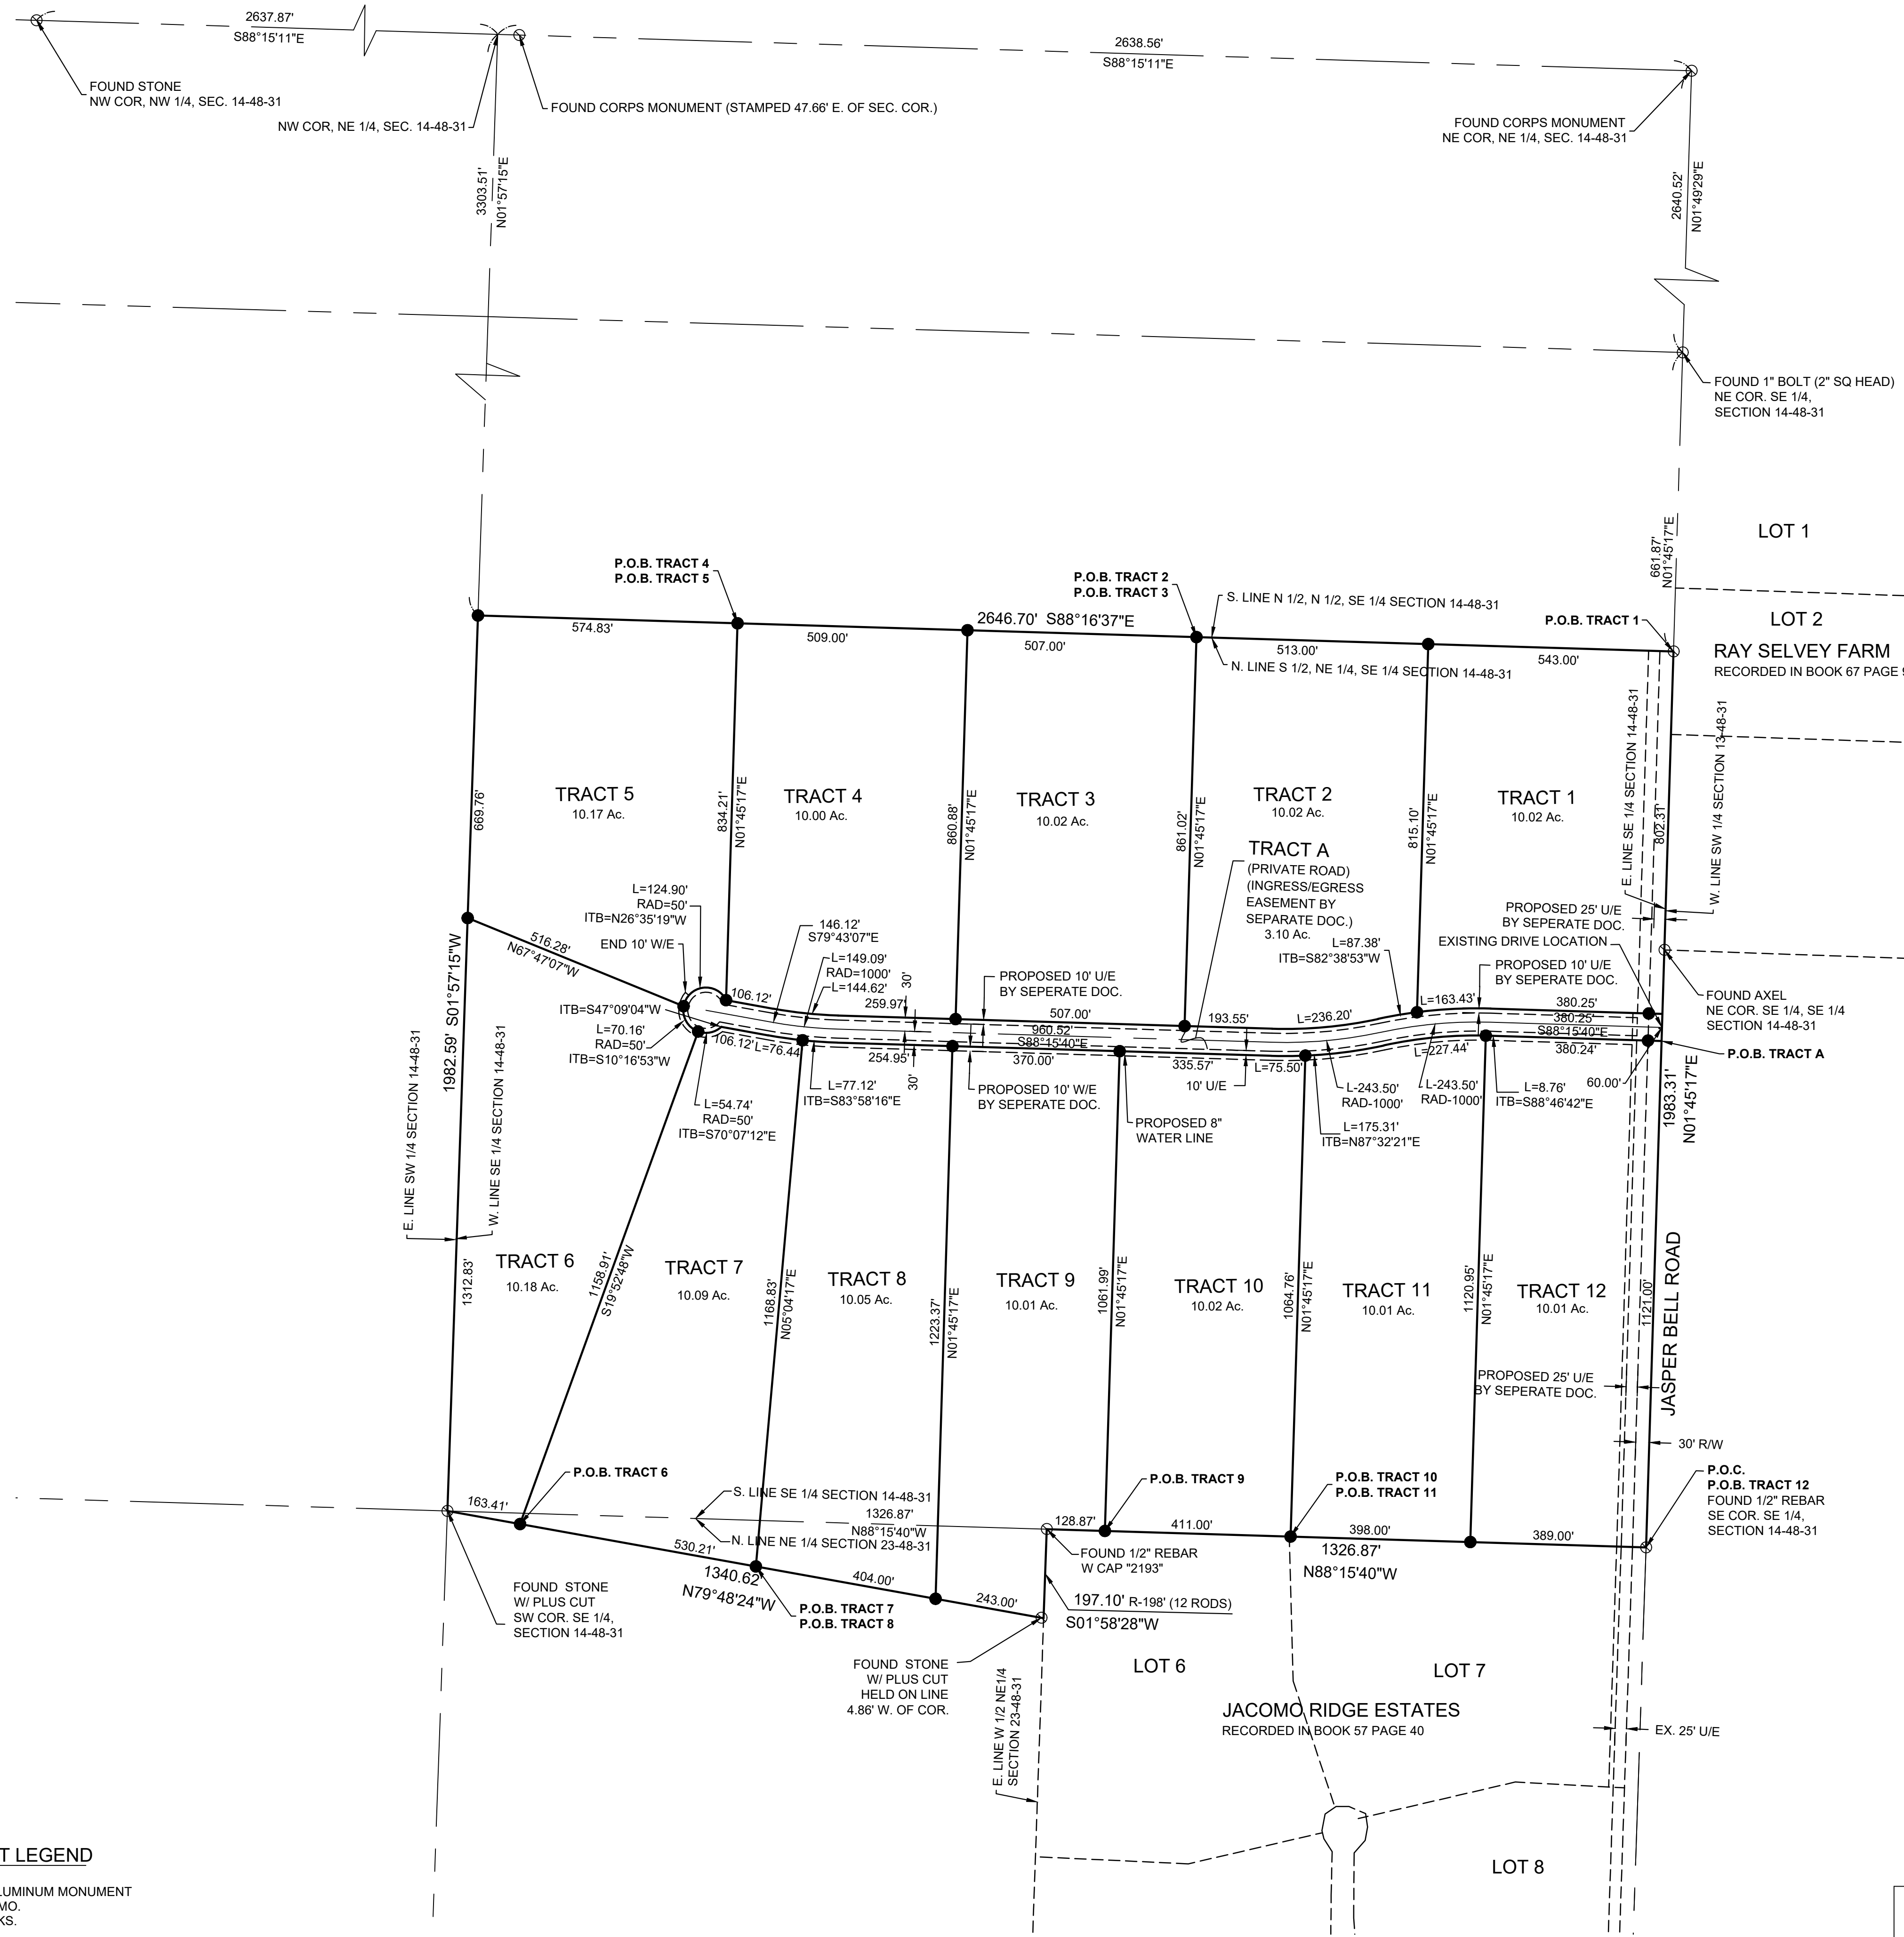 2637.87'
S88°15'11"E
2638.56'
S88°15'11"E
FOUND STONE
NW COR, NW 1/4, SEC. 14-48-31
NW COR, NE 1/4, SEC. 14-48-31
FOUND CORPS MONUMENT (STAMPED 47.66' E. OF SEC. COR.)
FOUND CORPS MONUMENT
NE COR, NE 1/4, SEC. 14-48-31
3303.51'
N01°57'15"E
2640.52'
N01°49'29"E
FOUND 1" BOLT (2" SQ HEAD)
NE COR. SE 1/4,
SECTION 14-48-31
LOT 1
661.87'
N01°45'17"E
LOT 2
RAY SELVEY FARM
RECORDED IN BOOK 67 PAGE
P.O.B. TRACT 4
P.O.B. TRACT 5
P.O.B. TRACT 2
P.O.B. TRACT 3
S. LINE N 1/2, N 1/2, SE 1/4 SECTION 14-48-31
P.O.B. TRACT 1
2646.70' S88°16'37"E
574.83'
509.00'
507.00'
513.00'
543.00'
N. LINE S 1/2, NE 1/4, SE 1/4 SECTION 14-48-31
E. LINE SE 1/4 SECTION 14-48-31
W. LINE SW 1/4 SECTION 13-48-31
TRACT 5
10.17 Ac.
TRACT 4
10.00 Ac.
TRACT 3
10.02 Ac.
TRACT 2
10.02 Ac.
TRACT 1
10.02 Ac.
669.76'
834.21'
N01°45'17"E
860.88'
N01°45'17"E
861.02'
N01°45'17"E
815.10'
N01°45'17"E
802.31'
TRACT A
(PRIVATE ROAD)
(INGRESS/EGRESS
EASEMENT BY
SEPARATE DOC.)
3.10 Ac.
L=124.90'
RAD=50'
ITB=N26°35'19"W
END 10' W/E
516.28'
N67°47'07"W
146.12'
S79°43'07"E
L=149.09'
RAD=1000'
L=144.62'
30'
259.97'
106.12'
PROPOSED 10' U/E
BY SEPERATE DOC.
L=87.38'
ITB=S82°38'53"W
PROPOSED 25' U/E
BY SEPERATE DOC.
EXISTING DRIVE LOCATION
PROPOSED 10' U/E
BY SEPERATE DOC.
FOUND AXEL
NE COR. SE 1/4, SE 1/4
SECTION 14-48-31
L=163.43'
380.25'
380.25'
S88°15'40"E
380.24'
507.00'
960.52'
S88°15'40"E
370.00'
193.55'
L=236.20'
ITB=S47°09'04"W
L=70.16'
RAD=50'
ITB=S10°16'53"W
106.12'
L=76.44'
254.95'
335.57'
L=75.50'
L=227.44'
P.O.B. TRACT A
60.00'
L=54.74'
RAD=50'
ITB=S70°07'12"E
L=77.12'
ITB=S83°58'16"E
30'
PROPOSED 10' W/E
BY SEPERATE DOC.
10' U/E
PROPOSED 8"
WATER LINE
L-243.50'
RAD-1000'
L-243.50'
RAD-1000'
L=8.76'
ITB=S88°46'42"E
L=175.31'
ITB=N87°32'21"E
1982.59' S01°57'15"W
1983.31'
N01°45'17"E
E. LINE SW 1/4 SECTION 14-48-31
W. LINE SE 1/4 SECTION 14-48-31
TRACT 6
10.18 Ac.
TRACT 7
10.09 Ac.
TRACT 8
10.05 Ac.
TRACT 9
10.01 Ac.
TRACT 10
10.02 Ac.
TRACT 11
10.01 Ac.
TRACT 12
10.01 Ac.
1312.83'
1158.91'
S19°52'48"W
1168.83'
N05°04'17"E
1223.37'
N01°45'17"E
1061.99'
N01°45'17"E
1064.76'
N01°45'17"E
1120.95'
N01°45'17"E
1121.00'
JASPER BELL ROAD
PROPOSED 25' U/E
BY SEPERATE DOC.
30' R/W
P.O.B. TRACT 6
P.O.B. TRACT 9
P.O.B. TRACT 10
P.O.B. TRACT 11
P.O.C.
P.O.B. TRACT 12
FOUND 1/2" REBAR
SE COR. SE 1/4,
SECTION 14-48-31
163.41'
S. LINE SE 1/4 SECTION 14-48-31
1326.87'
N88°15'40"W
N. LINE NE 1/4 SECTION 23-48-31
128.87'
411.00'
398.00'
389.00'
1326.87'
N88°15'40"W
FOUND 1/2" REBAR
W CAP "2193"
530.21'
1340.62'
N79°48'24"W
404.00'
243.00'
FOUND STONE
W/ PLUS CUT
SW COR. SE 1/4,
SECTION 14-48-31
P.O.B. TRACT 7
P.O.B. TRACT 8
197.10' R-198' (12 RODS)
S01°58'28"W
FOUND STONE
W/ PLUS CUT
HELD ON LINE
4.86' W. OF COR.
E. LINE W 1/2 NE1/4
SECTION 23-48-31
LOT 6
LOT 7
JACOMO RIDGE ESTATES
RECORDED IN BOOK 57 PAGE 40
EX. 25' U/E
LOT 8
T LEGEND
LUMINUM MONUMENT
MO.
KS.